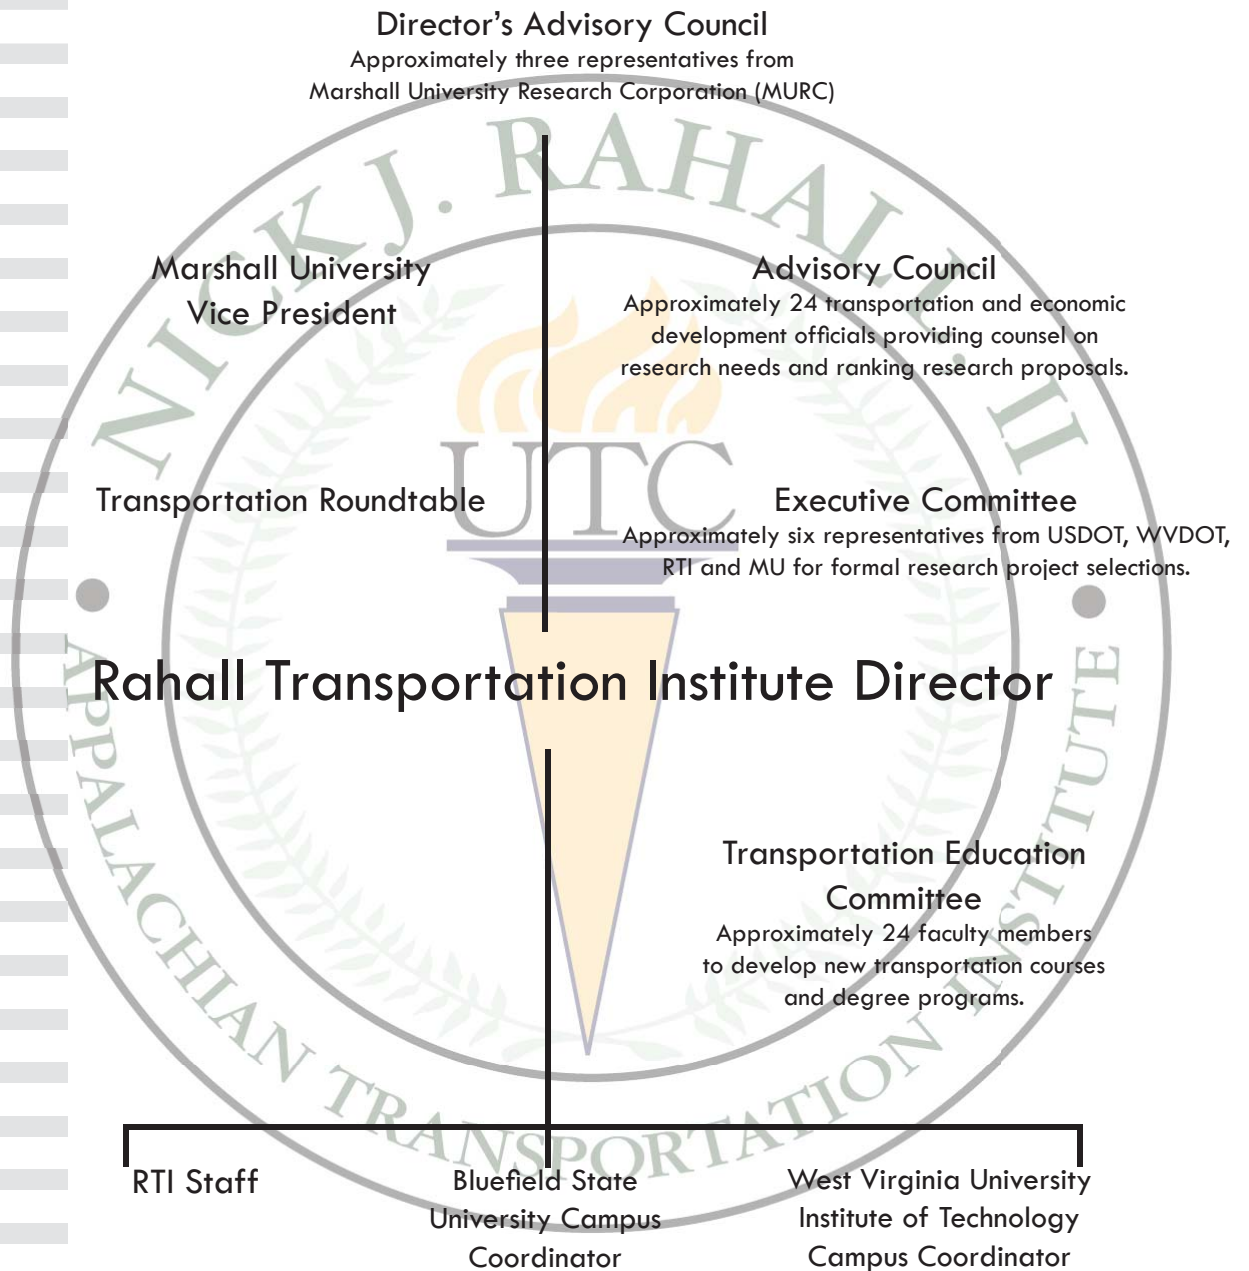 Director’s Advisory Council
Approximately three representatives from
Marshall University Research Corporation (MURC)
NICK J. RAHALL II
Marshall University
Vice President
Advisory Council
Approximately 24 transportation and economic
development officials providing counsel on
research needs and ranking research proposals.
UTC
Transportation Roundtable
Executive Committee
Approximately six representatives from USDOT, WVDOT,
RTI and MU for formal research project selections.
Rahall Transportation Institute Director
Transportation Education
Committee
Approximately 24 faculty members
to develop new transportation courses
and degree programs.
APPALACHIAN TRANSPORTATION INSTITUTE
RTI Staff
Bluefield State
University Campus
Coordinator
West Virginia University
Institute of Technology
Campus Coordinator